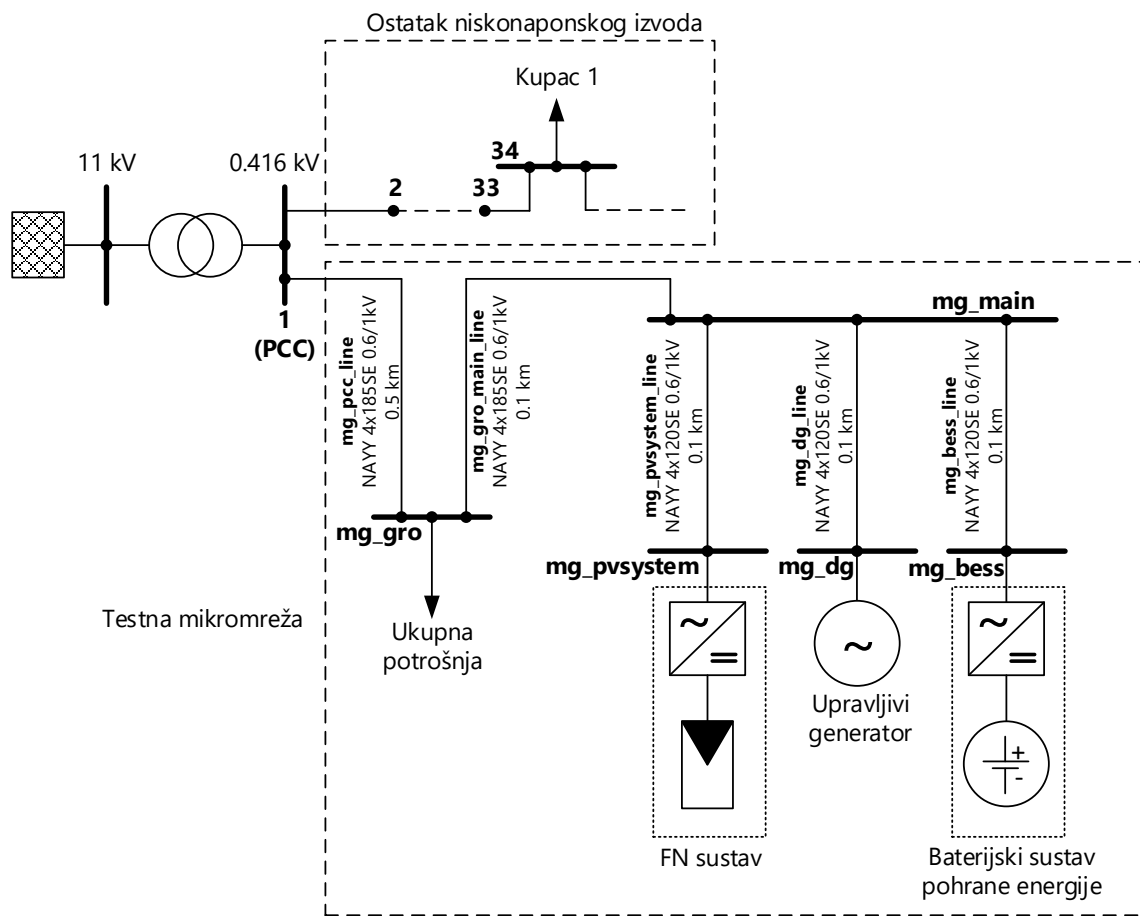 Ostatak niskonaponskog izvoda
Kupac 1
11 kV
0.416 kV
34
2
33
1
(PCC)
mg_main
mg_pcc_line
NAYY 4x185SE 0.6/1kV
0.5 km
mg_gro_main_line
NAYY 4x185SE 0.6/1kV
0.1 km
mg_pvsystem_line
NAYY 4x120SE 0.6/1kV
0.1 km
mg_dg_line
NAYY 4x120SE 0.6/1kV
0.1 km
mg_bess_line
NAYY 4x120SE 0.6/1kV
0.1 km
mg_gro
mg_pvsystem
mg_dg
mg_bess
Testna mikromreža
Ukupna
potrošnja
Upravljivi
generator
FN sustav
Baterijski sustav
pohrane energije